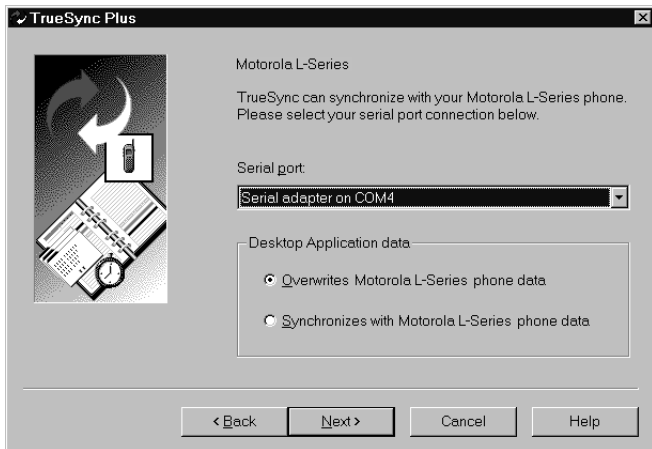 TrueSync Plus
Motorola L-Series
TrueSync can synchronize with your Motorola L-Series phone.
Please select your serial port connection below.
Serial port:
Serial adapter on COM4
Desktop Application data
Overwrites Motorola L-Series phone data
Synchronizes with Motorola L-Series phone data
< Back Next > Cancel Help